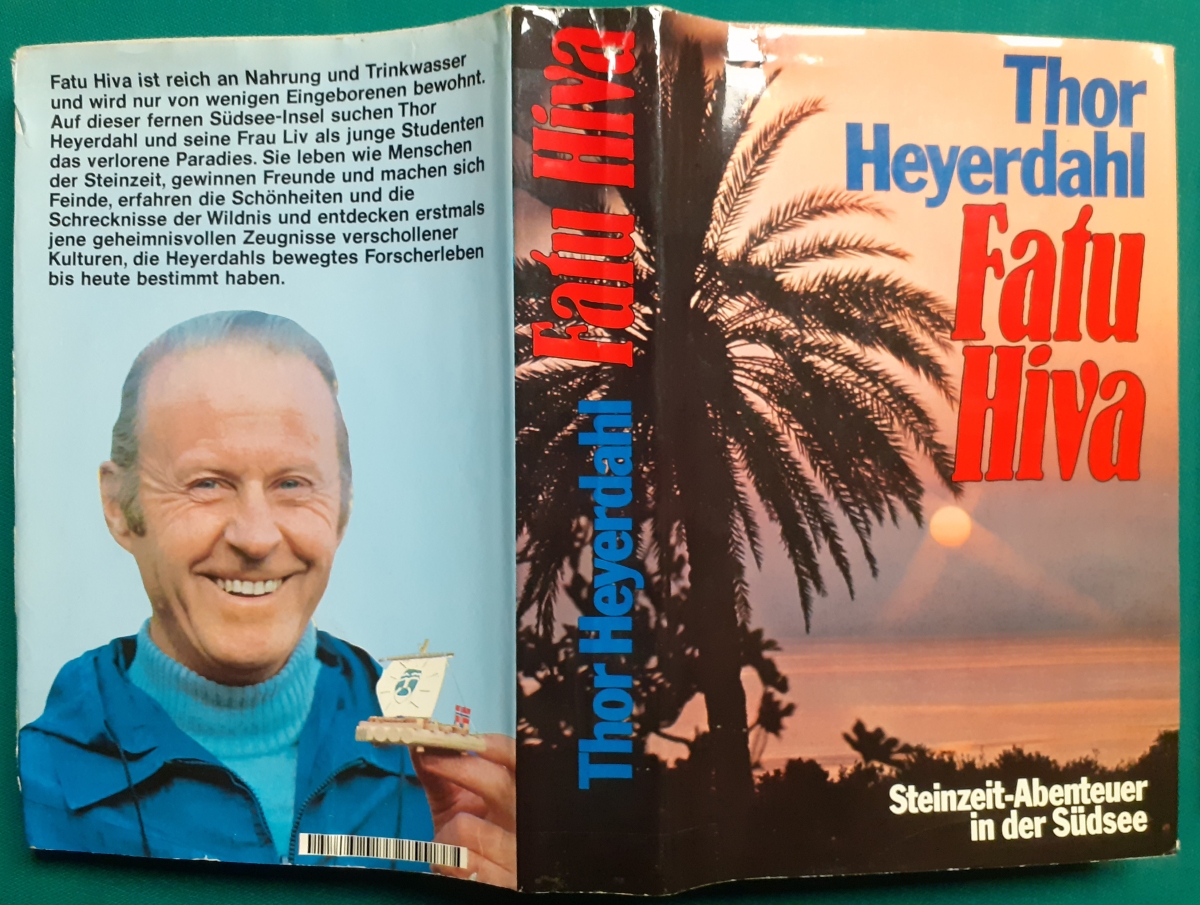 Fatu Hiva ist reich an Nahrung und Trinkwasser
und wird nur von wenigen Eingeborenen bewohnt.
Auf dieser fernen Südsee-Insel suchen Thor
Heyerdahl und seine Frau Liv als junge Studenten
das verlorene Paradies. Sie leben wie Menschen
der Steinzeit, gewinnen Freunde und machen sich
Feinde, erfahren die Schönheiten und die
Schrecknisse der Wildnis und entdecken erstmals
jene geheimnisvollen Zeugnisse verschollener
Kulturen, die Heyerdahls bewegtes Forscherleben
bis heute bestimmt haben.
Thor Heyerdahl Fatu Hiva
Thor
Heyerdahl
Fatu
Hiva
Steinzeit-Abenteuer
in der Südsee